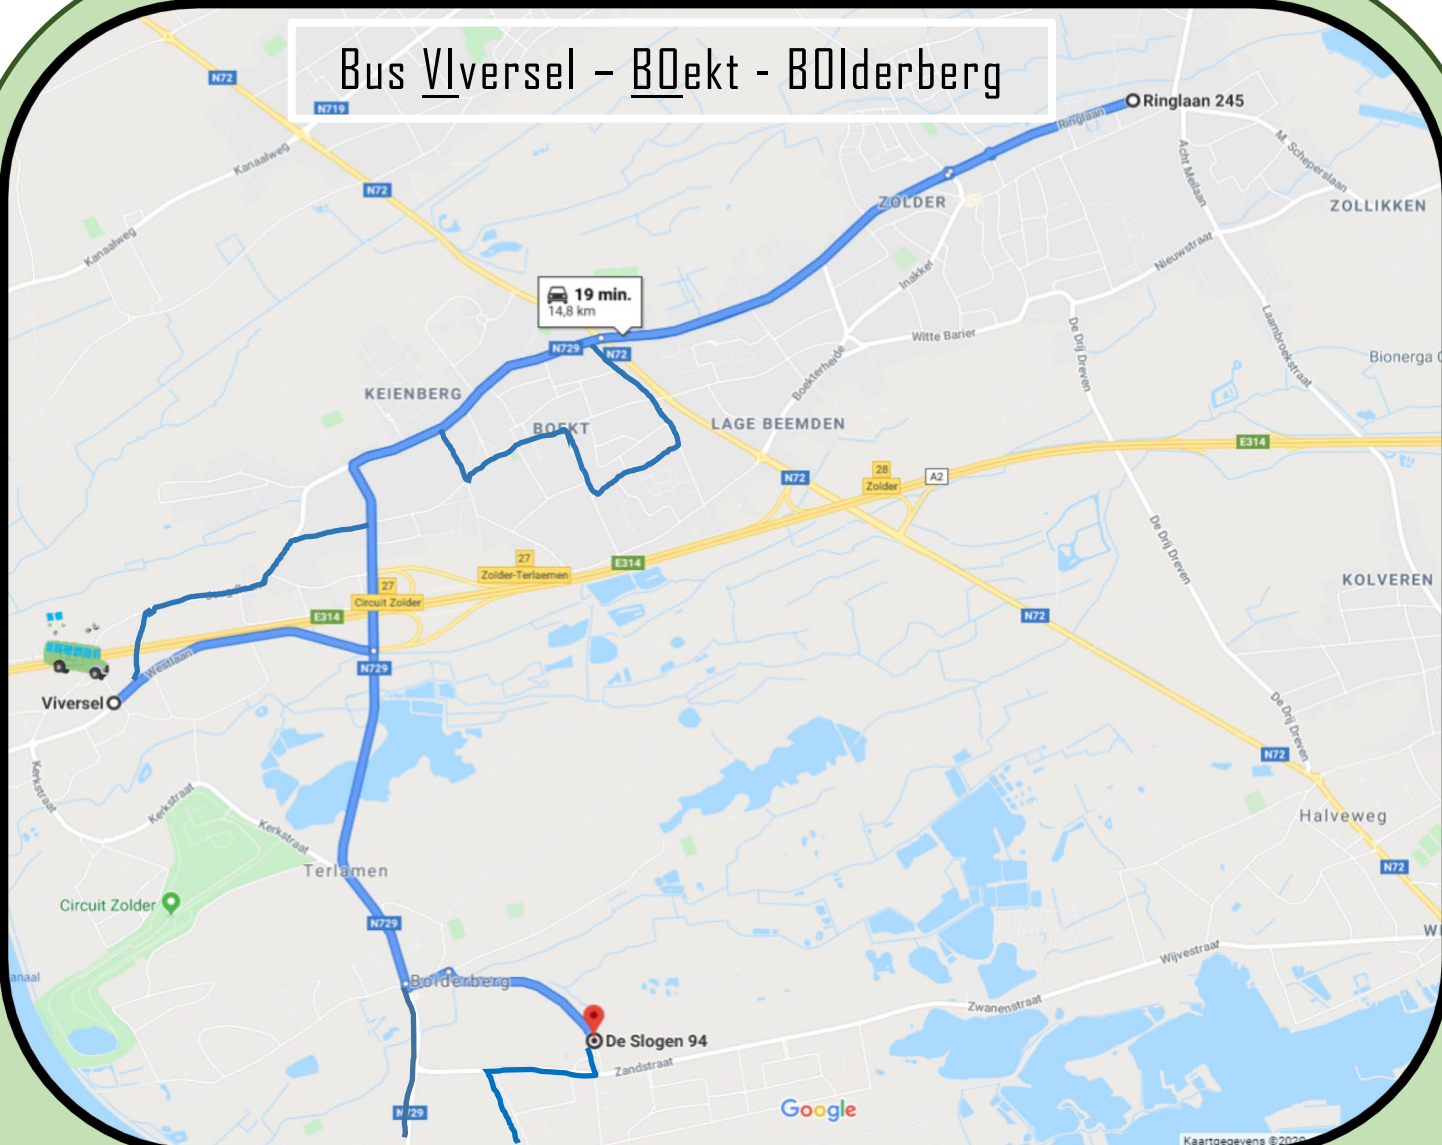 Bus VIversel – BOekt - BOlderberg
N72
N719
Kanaalweg
Kanaalweg
N72
Ringlaan
Ringlaan 245
M. Scheperslaan
Acht Meilaan
ZOLDER
ZOLLIKKEN
Nieuwstraat
Inakker
19 min.
14,8 km
N729
N72
Witte Barier
De Drij Dreven
Laambroekstraat
Bionerga
Boekterheide
KEIENBERG
BOEKT
LAGE BEEMDEN
E314
N72
28
Zolder
A2
De Drij Dreven
27
Zolder-Terlaemen
E314
27
Circuit Zolder
E314
KOLVEREN
N72
Westlaan
N729
Viversel
De Drij Dreven
N72
Kerkstraat
Kerkstraat
Kerkstraat
Halveweg
Terlamen
N72
Circuit Zolder
N729
Wijvestraat
Bolderberg
Zwanenstraat
De Slogen 94
Zandstraat
N729
Google
Kaartgegevens ©2020